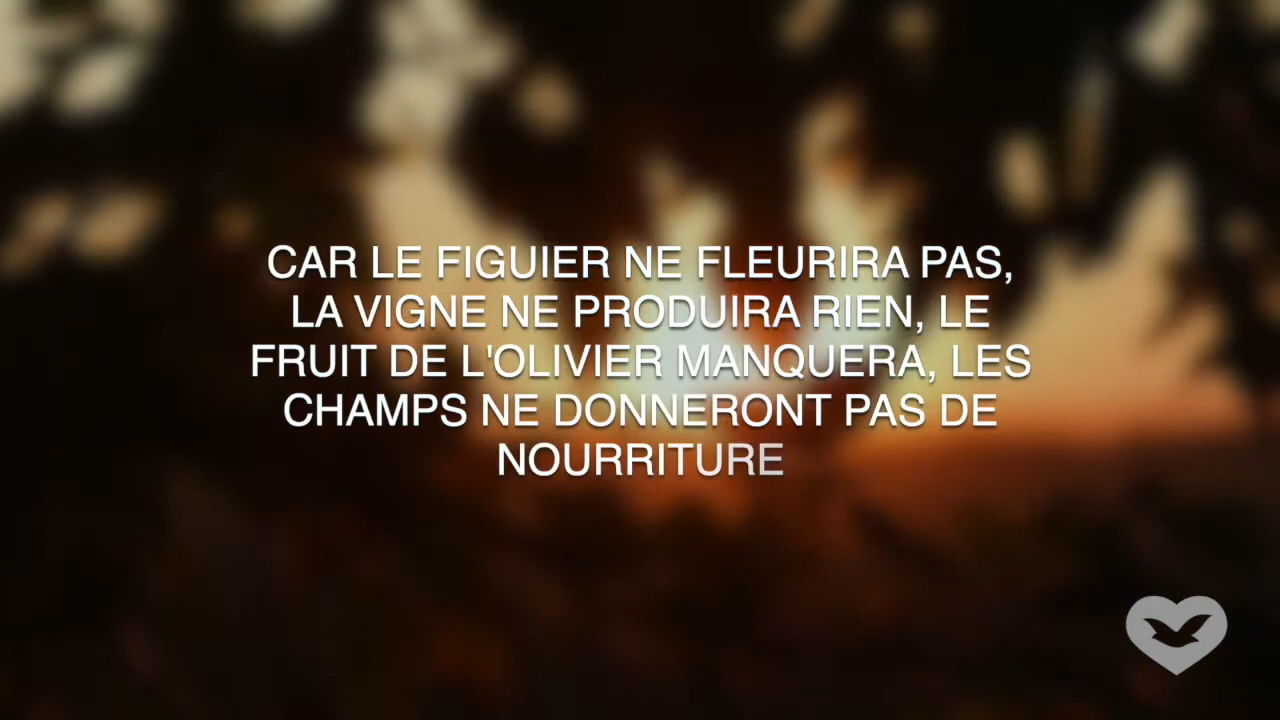 CAR LE FIGUIER NE FLEURIRA PAS,
LA VIGNE NE PRODUIRA RIEN, LE
FRUIT DE L'OLIVIER MANQUERA, LES
CHAMPS NE DONNERONT PAS DE
NOURRITURE